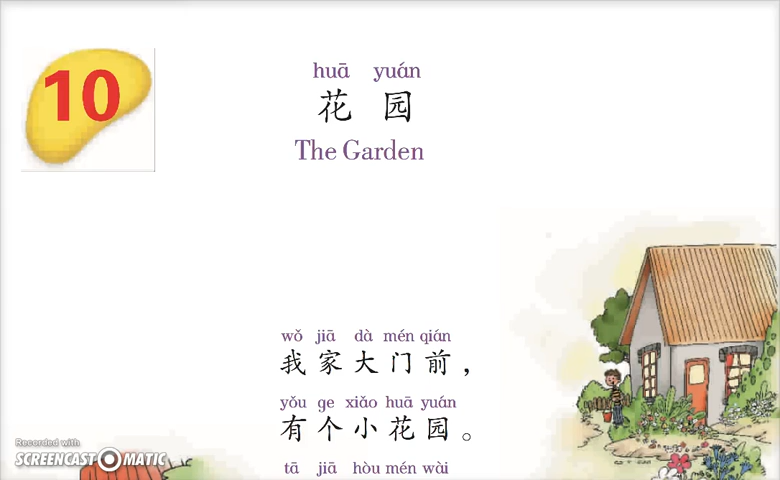 10
huā yuán
花 园
The Garden
wǒ jiā dà mén qián
我 家 大 门 前 ，
yǒu ge xiǎo huā yuán
有 个 小 花 园 。
tā jiā hòu mén wài
Recorded with
SCREENCAST-O-MATIC